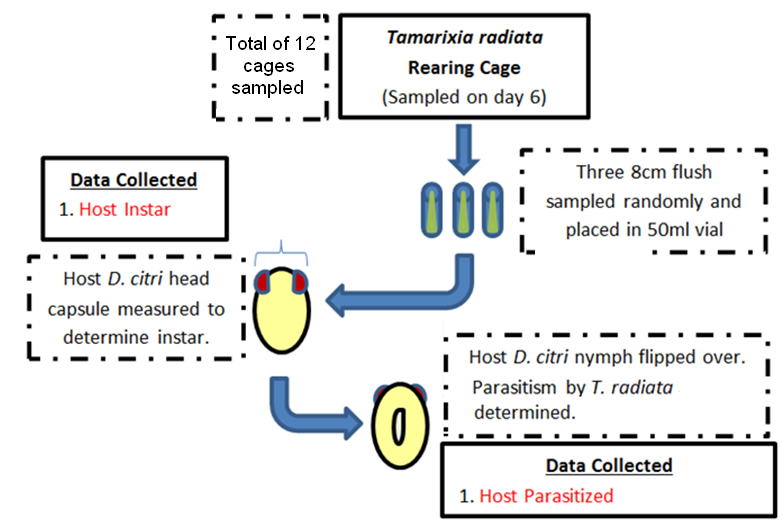 Total of 12
cages
sampled
Tamarixia radiata
Rearing Cage
(Sampled on day 6)
Three 8cm flush
sampled randomly and
placed in 50ml vial
Data Collected
1. Host Instar
Host D. citri head
capsule measured to
determine instar.
Host D. citri nymph flipped over.
Parasitism by T. radiata
determined.
Data Collected
1. Host Parasitized